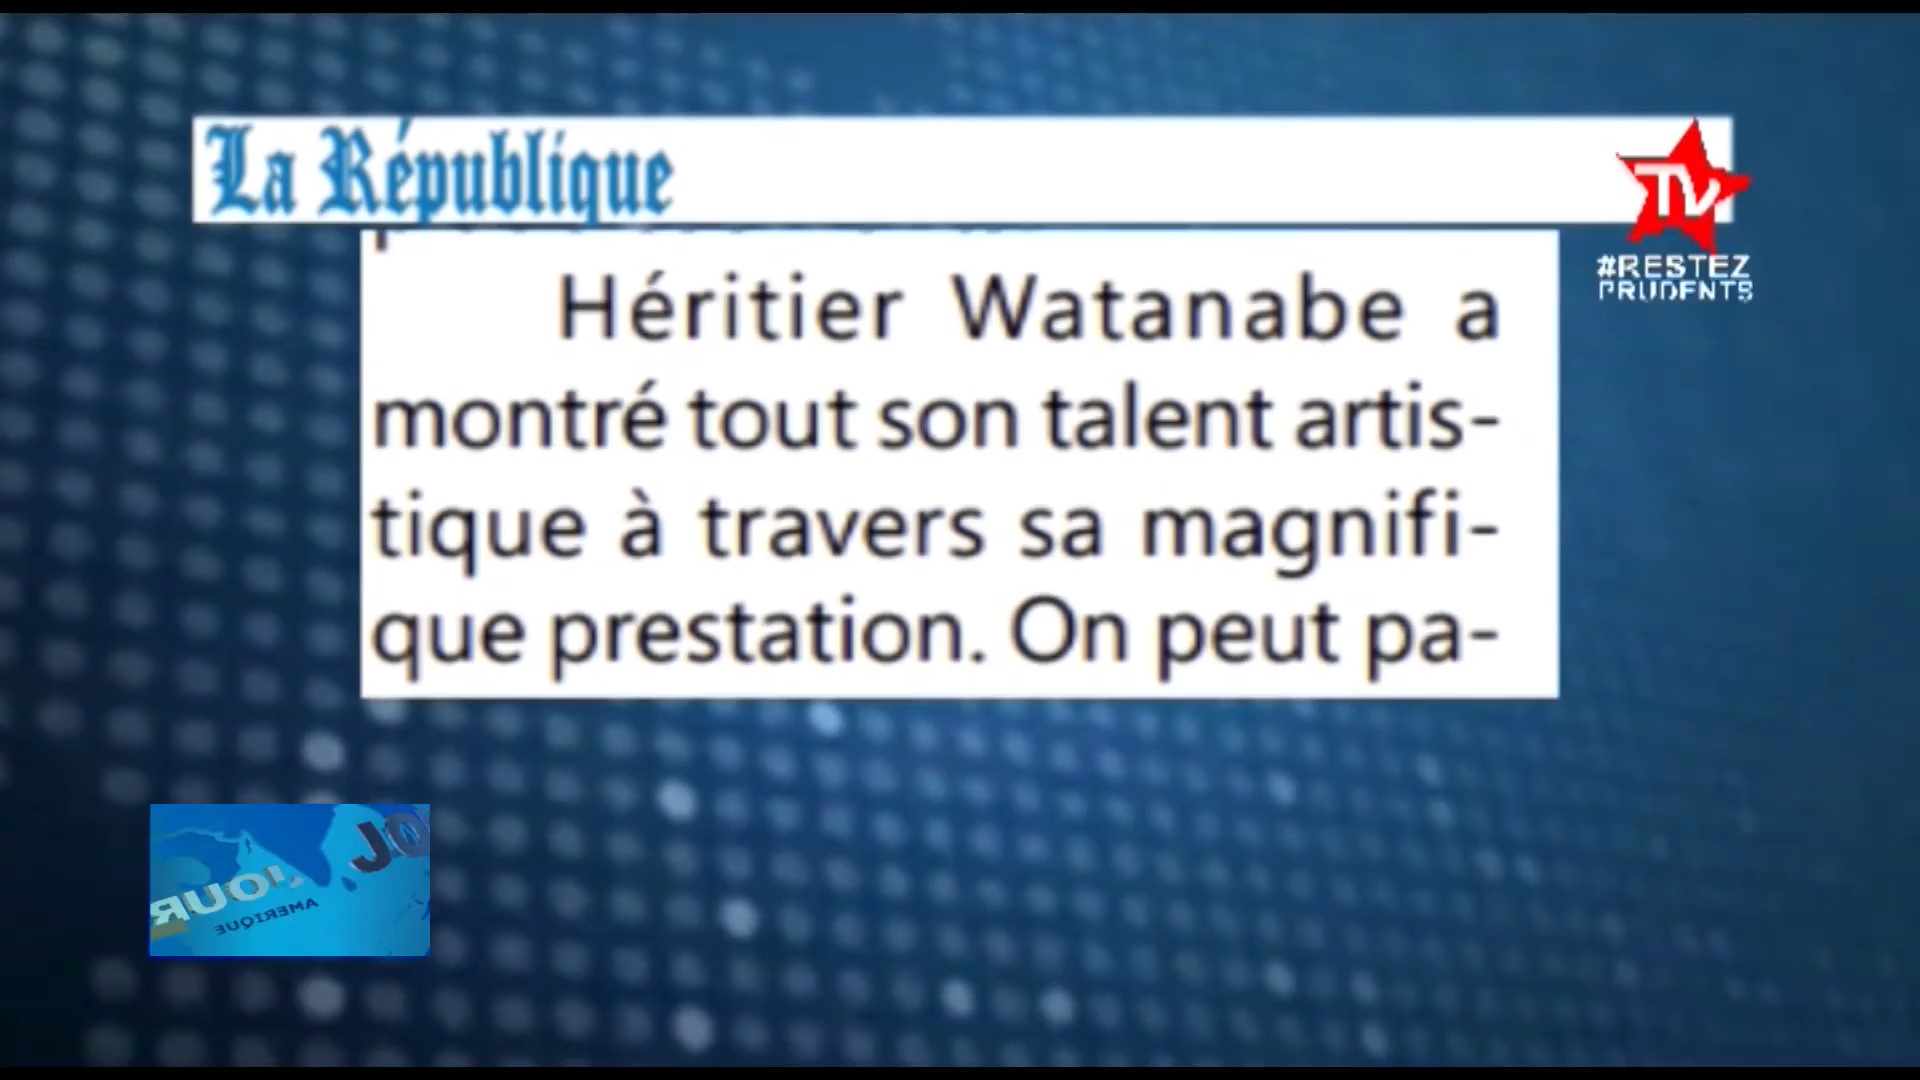 La République
TV
#RESTEZ
PRUDENTS
Héritier Watanabe a
montré tout son talent artis-
tique à travers sa magnifi-
que prestation. On peut pa-
JO
JOUR
AMERIQUE